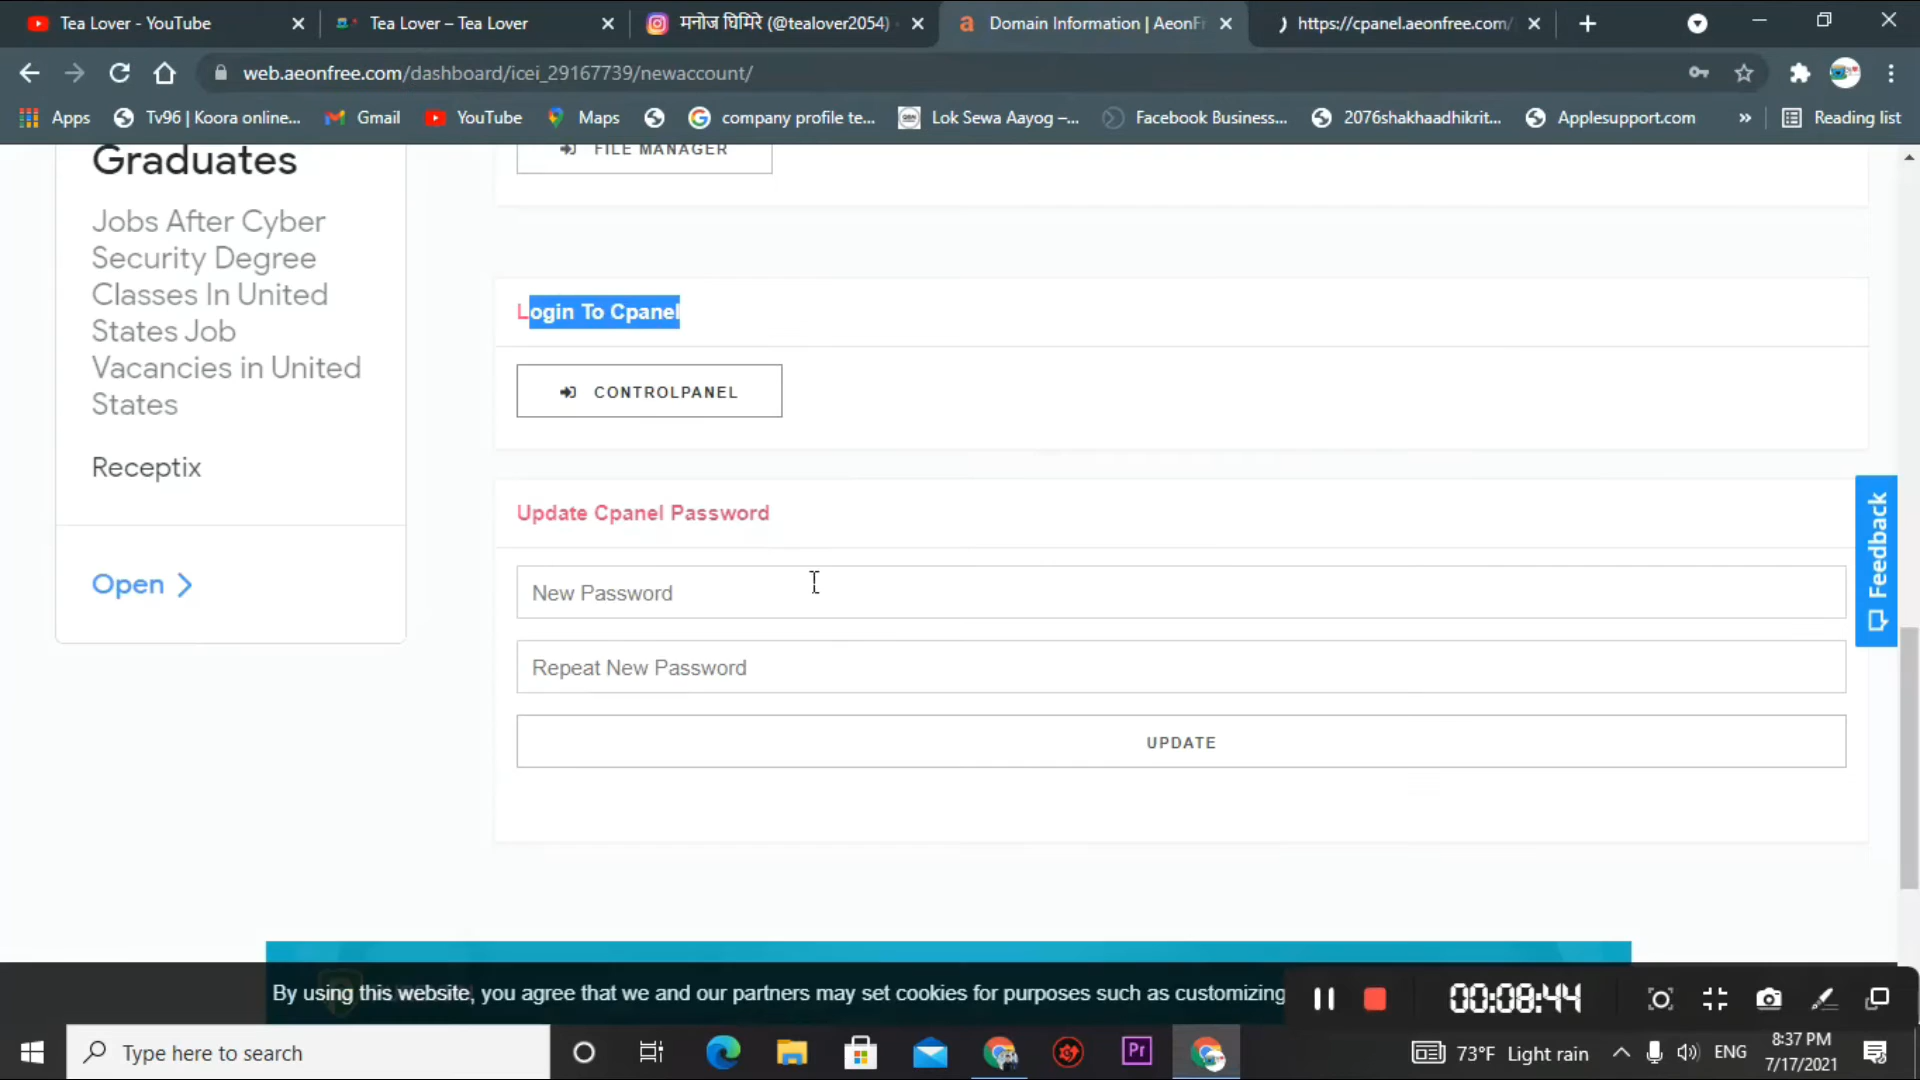 Tea Lover - YouTube
Tea Lover – Tea Lover
मनोज घिमिरे (@tealover2054)
Domain Information | AeonFr
https://cpanel.aeonfree.com/
web.aeonfree.com/dashboard/icei_29167739/newaccount/
Apps
Tv96 | Koora online...
Gmail
YouTube
Maps
company profile te...
Lok Sewa Aayog –...
Facebook Business...
2076shakhaadhikrit...
Applesupport.com
»
Reading list
Graduates
Jobs After Cyber
Security Degree
Classes In United
States Job
Vacancies in United
States
Receptix
Open
FILE MANAGER
Login To Cpanel
CONTROLPANEL
Update Cpanel Password
New Password
Repeat New Password
UPDATE
Feedback
By using this website, you agree that we and our partners may set cookies for purposes such as customizing
00:08:44
Type here to search
Pr
73°F Light rain
ENG
8:37 PM
7/17/2021